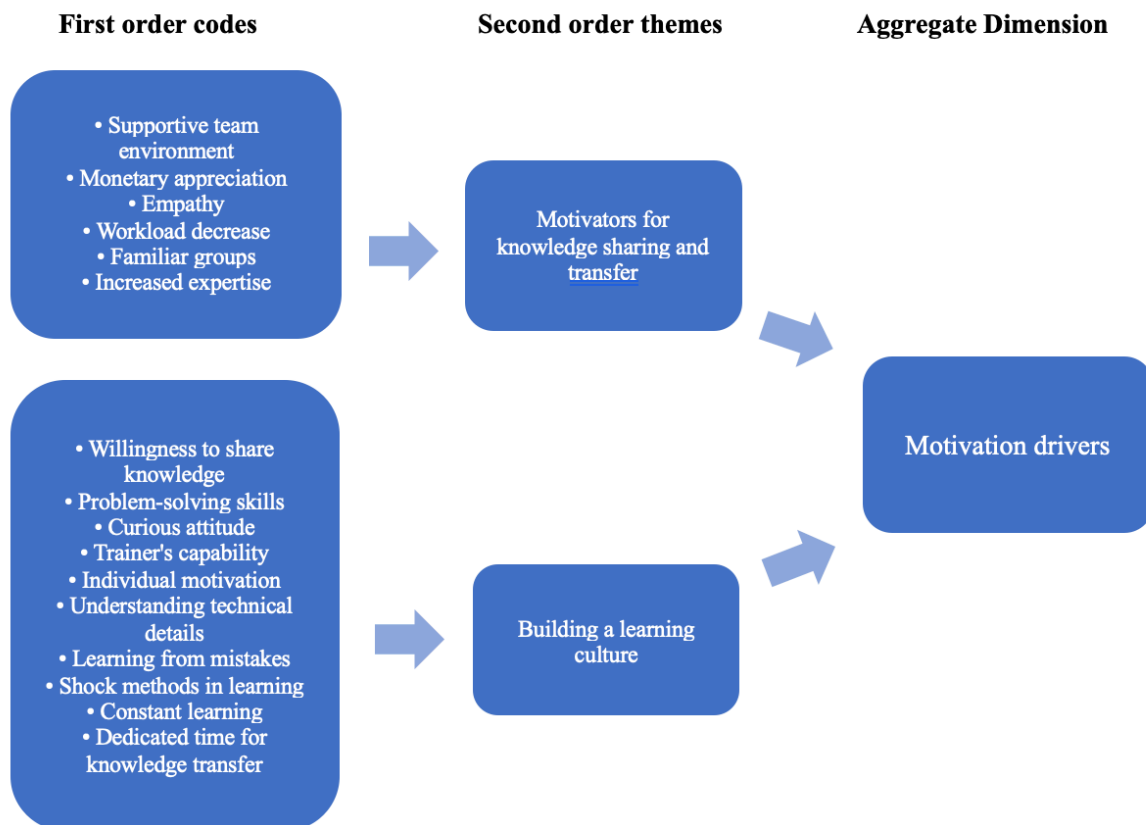 First order codes
Second order themes
Aggregate Dimension
• Supportive team
environment
• Monetary appreciation
• Empathy
• Workload decrease
• Familiar groups
• Increased expertise
Motivators for
knowledge sharing and
transfer
• Willingness to share
knowledge
• Problem-solving skills
• Curious attitude
• Trainer's capability
• Individual motivation
• Understanding technical
details
• Learning from mistakes
• Shock methods in learning
• Constant learning
• Dedicated time for
knowledge transfer
Building a learning
culture
Motivation drivers